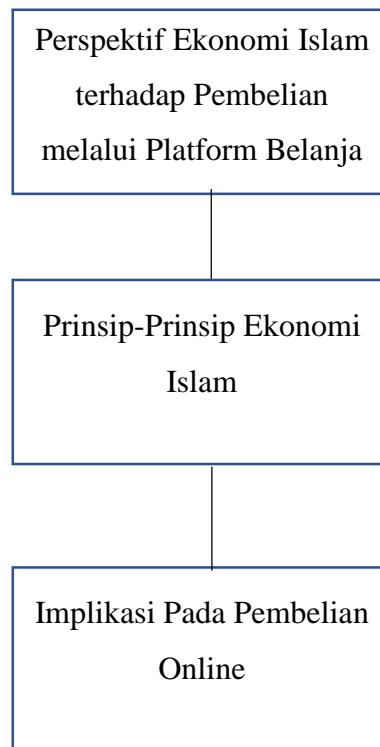 Perspektif Ekonomi Islam
terhadap Pembelian
melalui Platform Belanja
Prinsip-Prinsip Ekonomi
Islam
Implikasi Pada Pembelian
Online